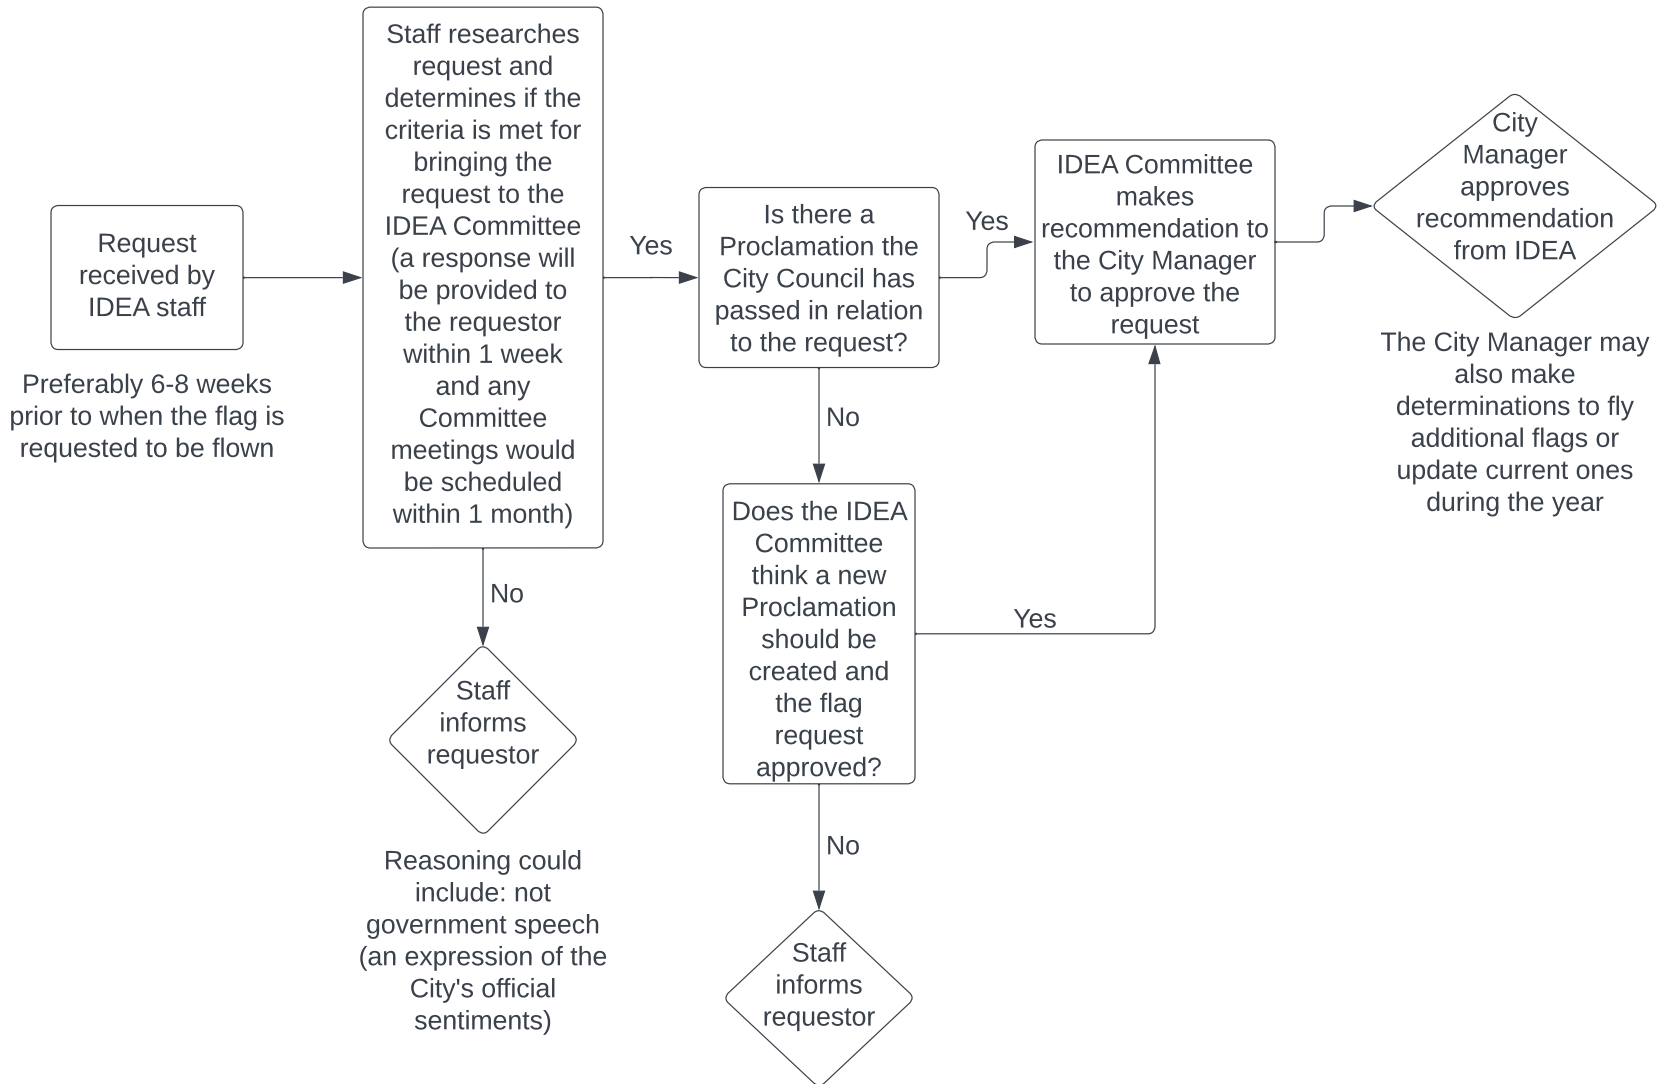 Request
received by
IDEA staff
Preferably 6-8 weeks
prior to when the flag is
requested to be flown
Staff researches
request and
determines if the
criteria is met for
bringing the
request to the
IDEA Committee
(a response will
be provided to
the requestor
within 1 week
and any
Committee
meetings would
be scheduled
within 1 month)
No
Staff
informs
requestor
Reasoning could
include: not
government speech
(an expression of the
City's official
sentiments)
Yes
Is there a
Proclamation the
City Council has
passed in relation
to the request?
No
Does the IDEA
Committee
think a new
Proclamation
should be
created and
the flag
request
approved?
No
Staff
informs
requestor
Yes
Yes
IDEA Committee
makes
recommendation to
the City Manager
to approve the
request
City
Manager
approves
recommendation
from IDEA
The City Manager may
also make
determinations to fly
additional flags or
update current ones
during the year